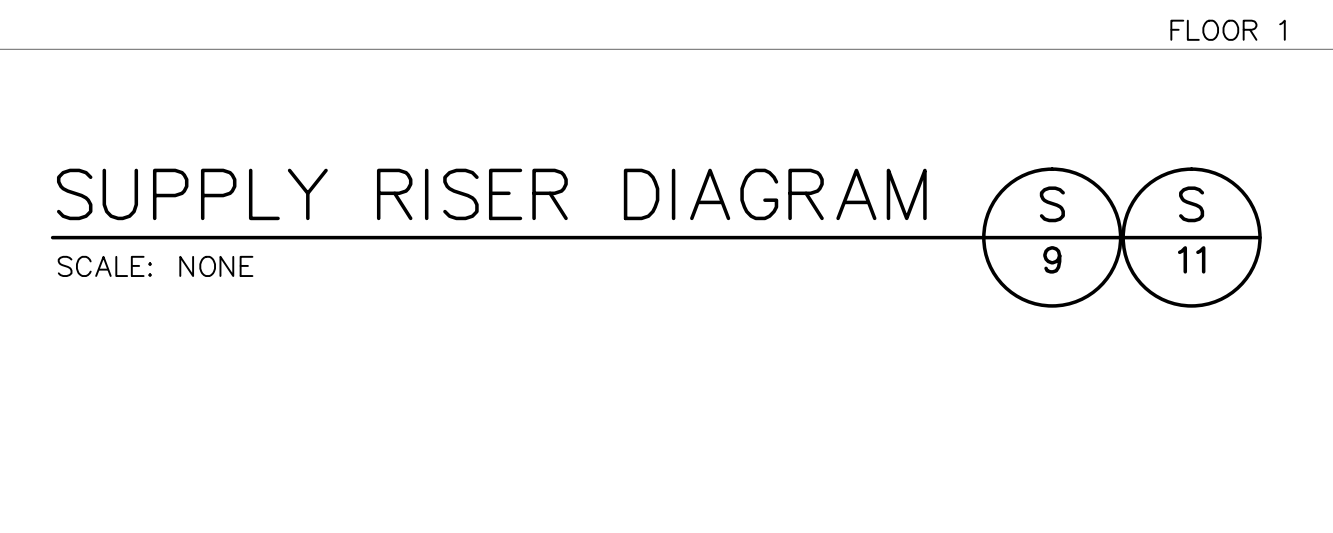 FLOOR 1
SUPPLY RISER DIAGRAM
S S
9 11
SCALE: NONE